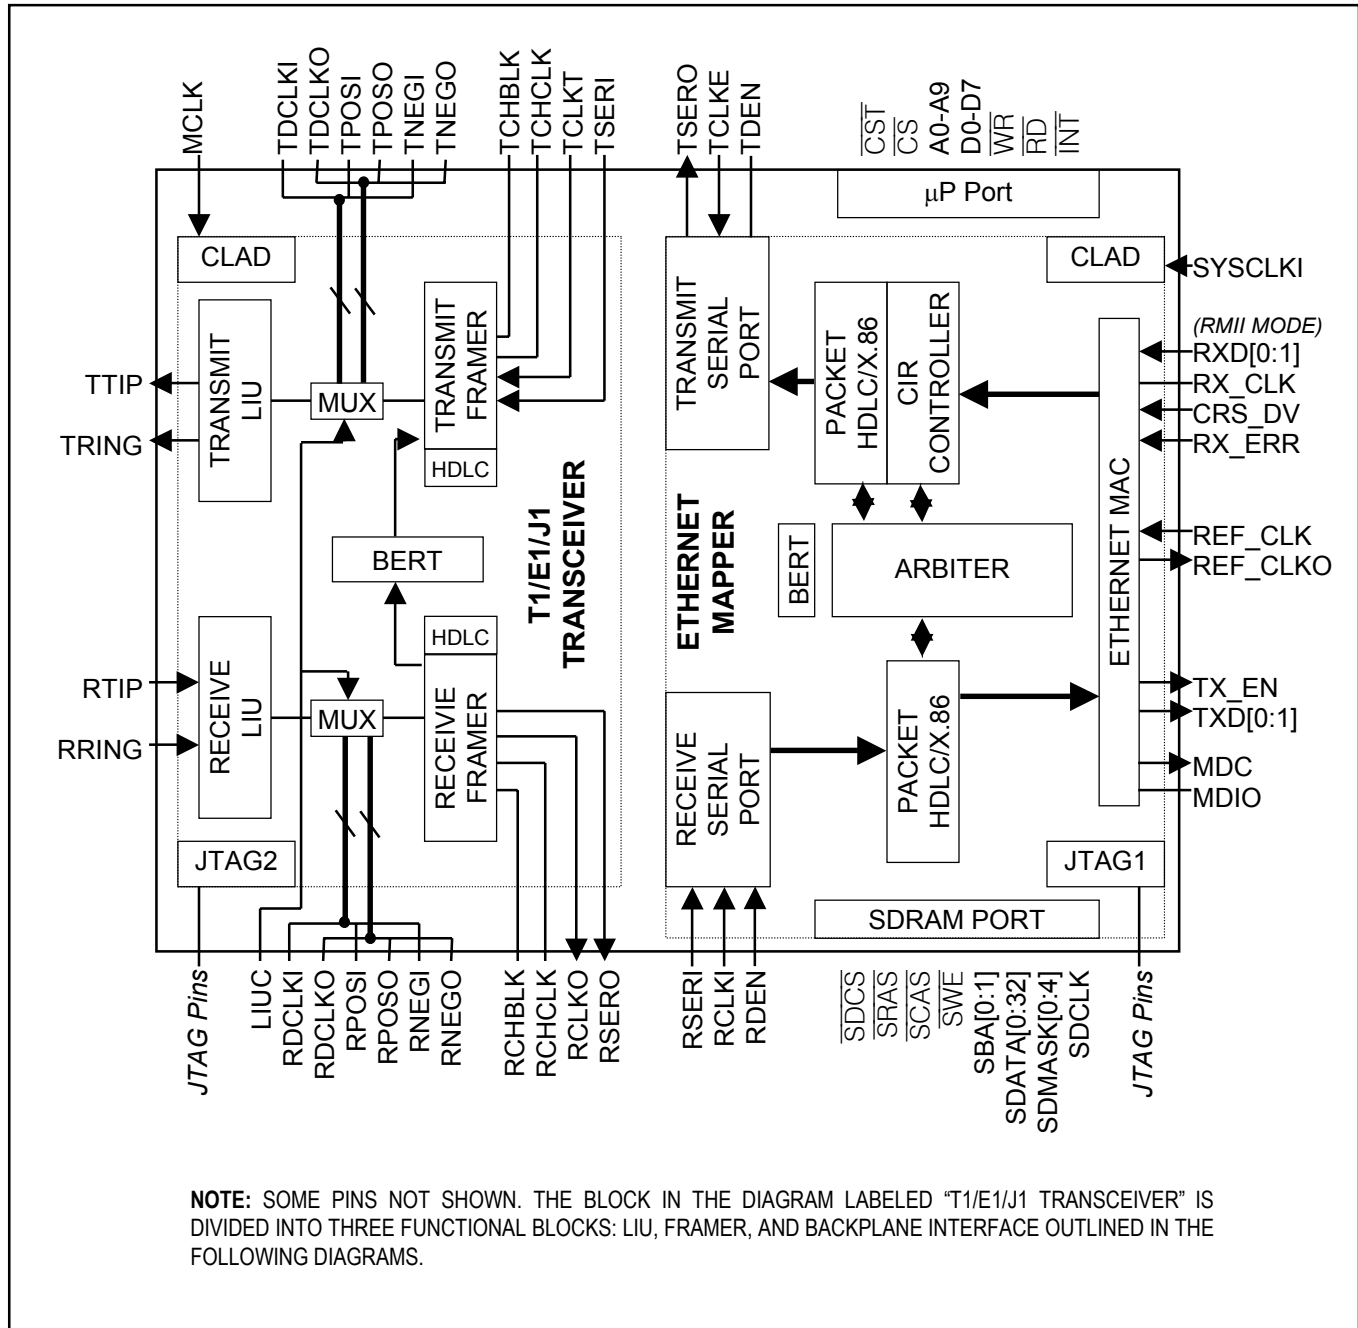 MCLK
TDCLKI
TDCLKO
TPOSI
TPOSO
TNEGI
TNEGO
TCHBLK
TCHCLK
TCLKT
TSERI
TSERO
TCLKE
TDEN
CST
CS
A0-A9
D0-D7
WR
RD
INT
µP Port
CLAD
CLAD
SYSCLKI
TRANSMIT
LIU
MUX
TRANSMIT
FRAMER
HDLC
TRANSMIT
SERIAL
PORT
PACKET
HDLC/X.86
CIR
CONTROLLER
(RMII MODE)
RXD[0:1]
RX_CLK
CRS_DV
RX_ERR
TTIP
TRING
T1/E1/J1
TRANSCEIVER
ETHERNET
MAPPER
BERT
BERT
ARBITER
ETHERNET MAC
REF_CLK
REF_CLKO
HDLC
RTIP
RRING
RECEIVE
LIU
MUX
RECEIVIE
FRAMER
RECEIVE
SERIAL
PORT
PACKET
HDLC/X.86
TX_EN
TXD[0:1]
MDC
MDIO
JTAG2
JTAG1
SDRAM PORT
JTAG Pins
LIUC
RDCLKI
RDCLKO
RPOSI
RPOSO
RNEGI
RNEGO
RCHBLK
RCHCLK
RCLKO
RSERO
RSERI
RCLKI
RDEN
SDCS
SRAS
SCAS
SWE
SBA[0:1]
SDATA[0:32]
SDMASK[0:4]
SDCLK
JTAG Pins
NOTE: SOME PINS NOT SHOWN. THE BLOCK IN THE DIAGRAM LABELED “T1/E1/J1 TRANSCEIVER” IS
DIVIDED INTO THREE FUNCTIONAL BLOCKS: LIU, FRAMER, AND BACKPLANE INTERFACE OUTLINED IN THE
FOLLOWING DIAGRAMS.